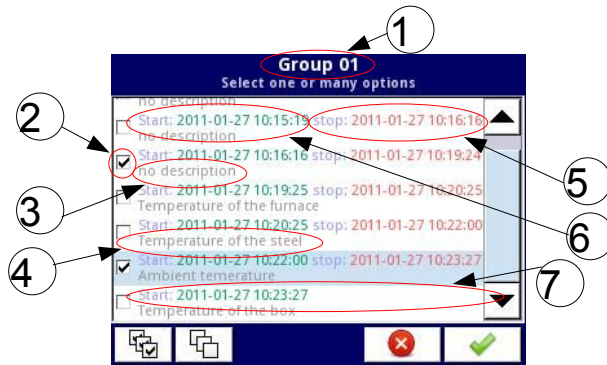 1
Group 01
Select one or many options
no description
Start: 2011-01-27 10:15:19 stop: 2011-01-27 10:16:16
no description
2
Start: 2011-01-27 10:16:16 stop: 2011-01-27 10:19:24
no description
5
3
Start: 2011-01-27 10:19:25 stop: 2011-01-27 10:20:25
Temperature of the furnace
6
Start: 2011-01-27 10:20:25 stop: 2011-01-27 10:22:00
Temperature of the steel
4
7
Start: 2011-01-27 10:22:00 stop: 2011-01-27 10:23:27
Ambient temerature
Start: 2011-01-27 10:23:27
Temperature of the box